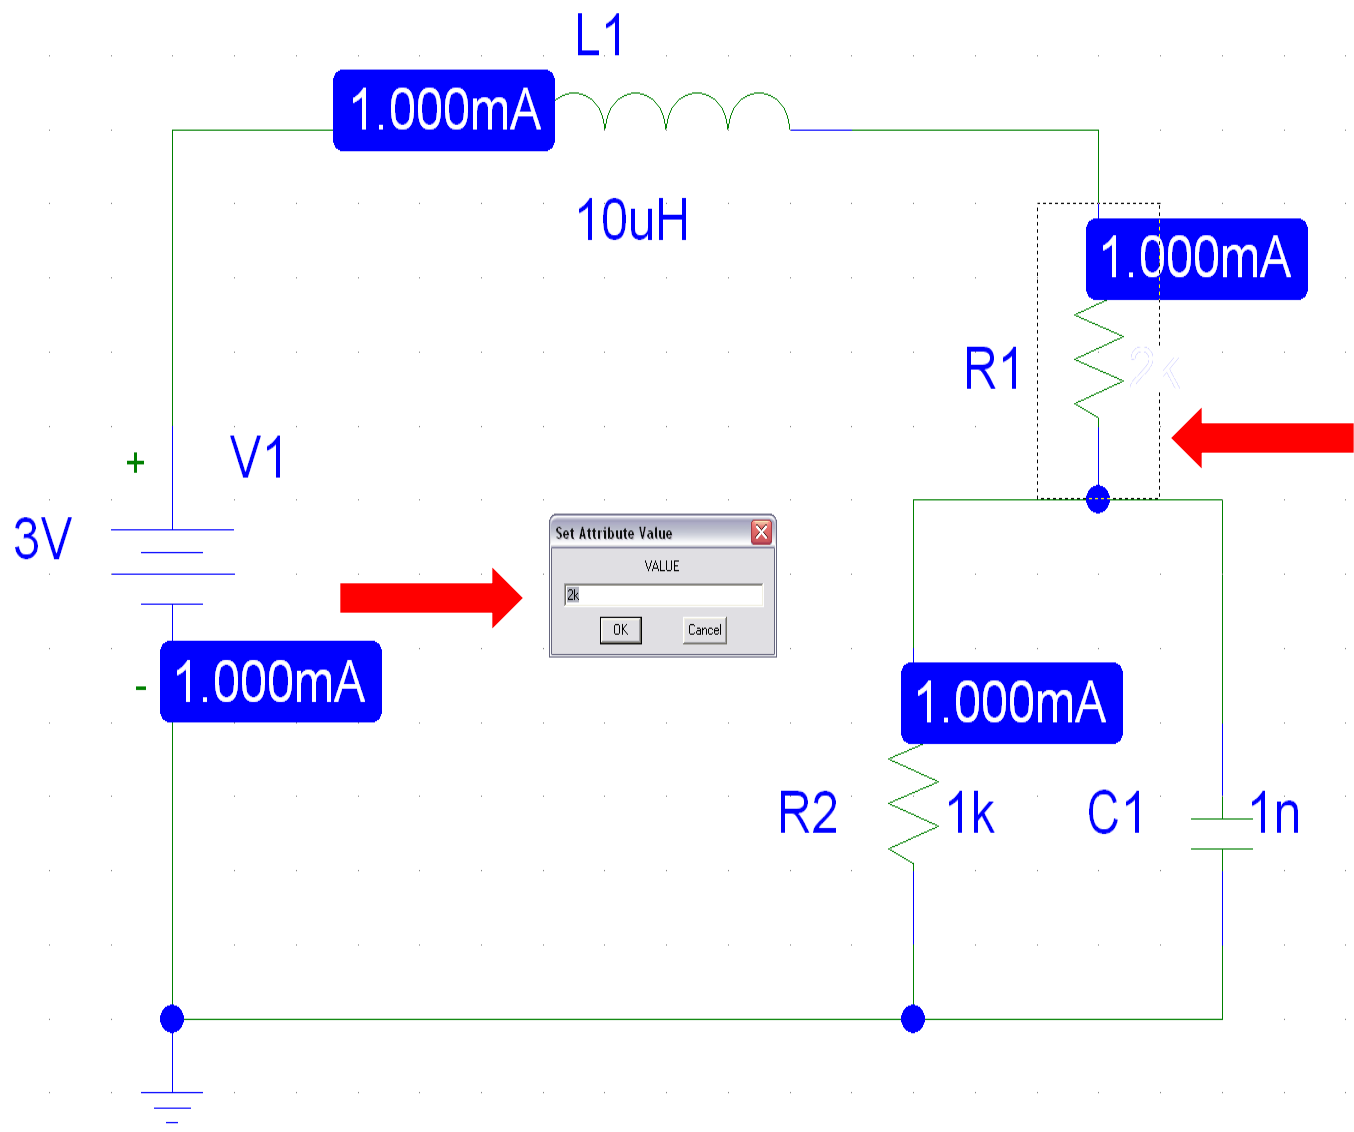 L1
1.000mA
10uH
1.000mA
R1
2k
+
V1
3V
Set Attribute Value
VALUE
2k
OK
Cancel
-
1.000mA
1.000mA
R2
1k
C1
1n